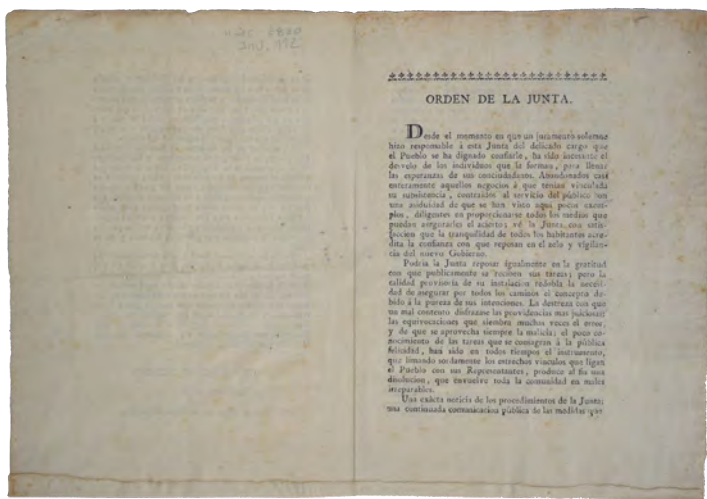 ORDEN DE LA JUNTA.
Desde el momento en que un juramento solemne
hizo responsable á esta Junta del delicado cargo que
el Pueblo se ha dignado confiarle, ha sido incesante el
desvelo de los individuos que la forman, para llenar
las esperanzas de sus conciudadanos. Abandonados casi
enteramente aquellos negocios á que tenian vinculada
su subsistencia, contraidos al servicio del público con
una asiduidad de que se han visto aqui pocos exem-
plos, diligentes en proporcionarse todos los medios que
puedan asegurarles el acierto; vé la Junta con satis-
faccion que la tranquilidad de todos los habitantes acre-
dita la confianza con que reposan en el zelo y vigilan-
cia del nuevo Gobierno.
Podria la Junta reposar igualmente en la gratitud
con que publicamente se reciben sus tareas; pero la
calidad provisoria de su instalacion redobla la necesi-
dad de asegurar por todos los caminos el concepto de-
bido á la pureza de sus intenciones. La destreza con que
un mal contento disfrazase las providencias mas juiciosas;
las equivocaciones que siembra muchas veces el error,
y de que se aprovecha siempre la malicia; el poco co-
nocimiento de las tareas que se consagran á la pública
felicidad, han sido en todos tiempos el instrumento,
que limando sordamente los estrechos vinculos que ligan
el Pueblo con sus Representantes, produce al fin una
disolucion, que envuelve toda la comunidad en males
irreparables.
Una exâcta noticia de los procedimientos de la Junta;
una continuada comunicacion pública de las medidas que